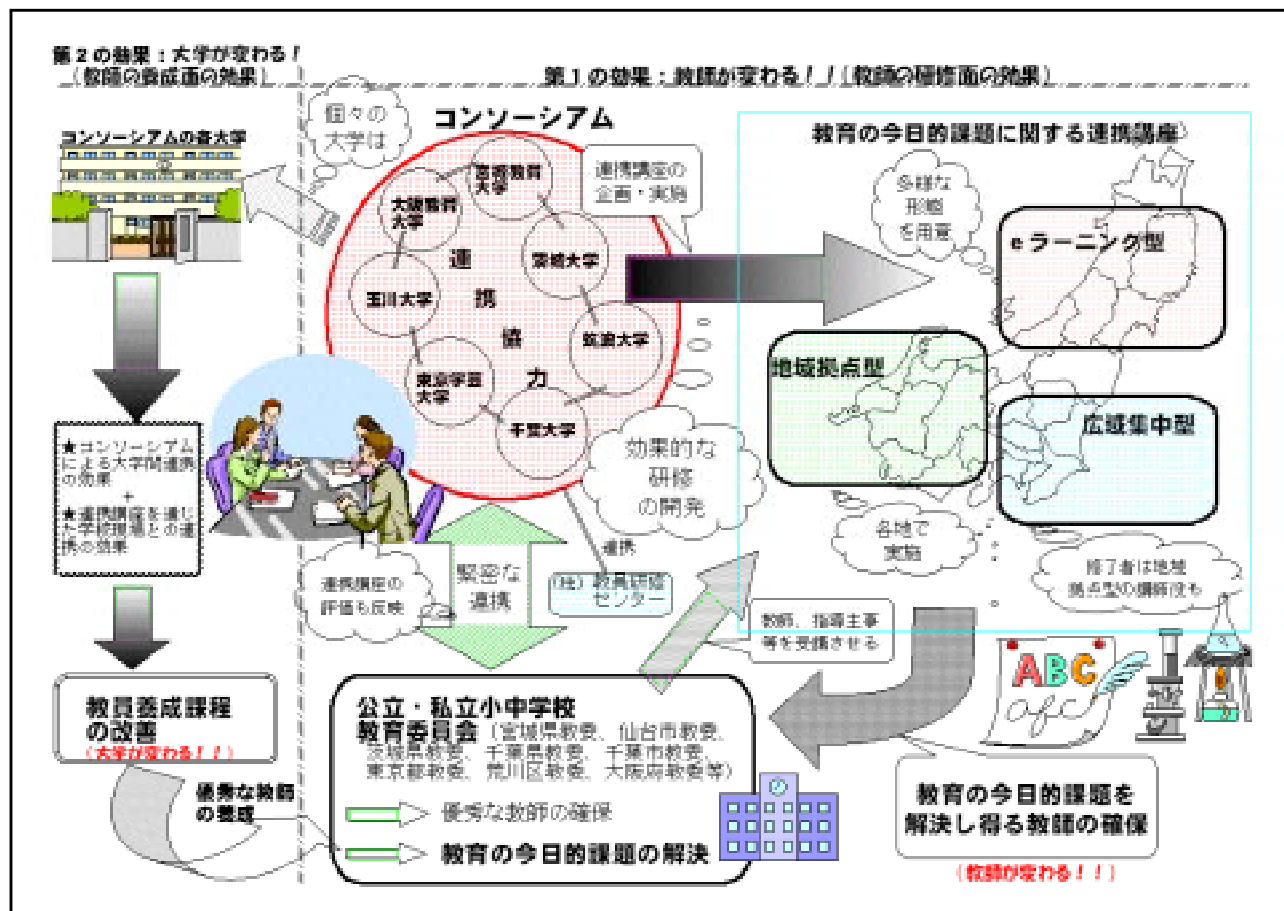 第2の効果：大学が変わる！
（教師の養成面の効果）
第1の効果：教師が変わる！！（教師の研修面の効果）
コンソーシアムの各大学
個々の
大学は
コンソーシアム
宮城教育
大学
大阪教育
大学
茨城大学
玉川大学
筑波大学
東京学芸
大学
千葉大学
連
携
協
力
連携講座の
企画・実施
教育の今日的課題に関する連携講座
多様な
形態
を用意
eラーニング型
地域拠点型
広域集中型
各地で
実施
修了者は地域
拠点型の講師役も
効果的な
研修
の開発
★コンソーシアム
による大学間連携
の効果
+
★連携講座を通じ
た学校現場との連
携の効果
連携講座の
評価も反映
緊密な
連携
連携
教員研修
センター
教師、指導主事
等を受講させる
ABC
教員養成課程
の改善
（大学が変わる！！）
優秀な教師
の養成
公立・私立小中学校
教育委員会（宮城県教委、仙台市教委、
茨城県教委、千葉県教委、千葉市教委、
東京都教委、荒川区教委、大阪府教委等）
優秀な教師の確保
教育の今日的課題の解決
教育の今日的課題を
解決し得る教師の確保
（教師が変わる！！）